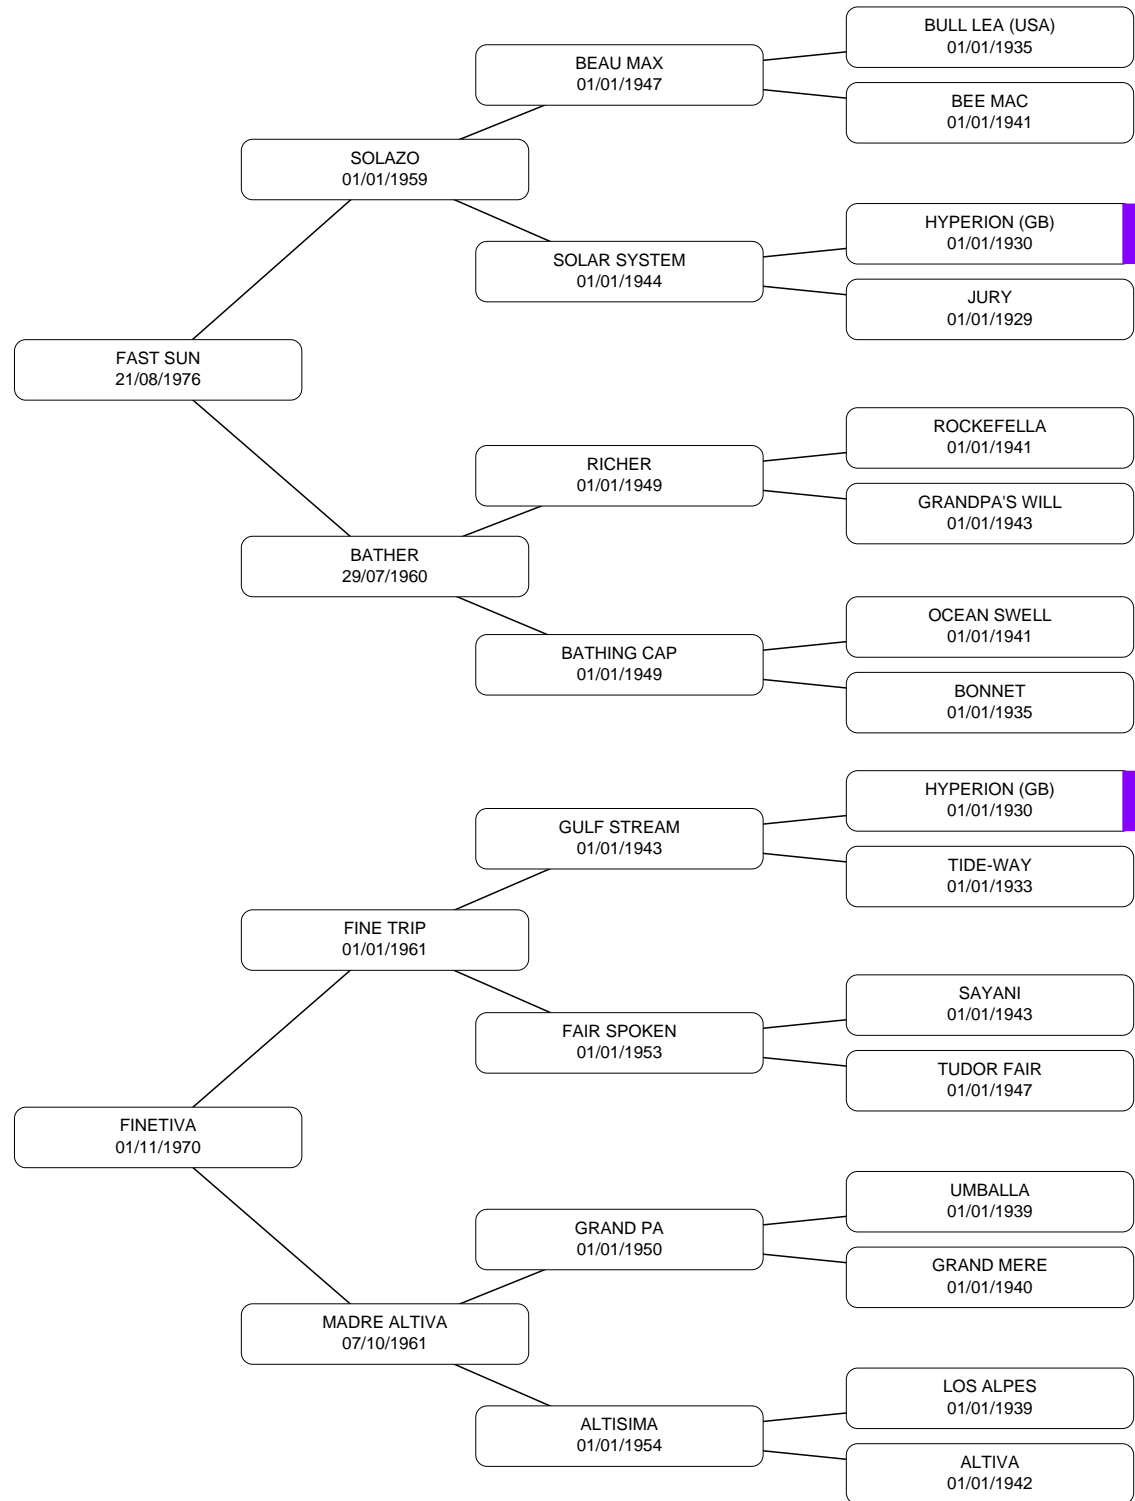 BULL LEA (USA)
01/01/1935
BEAU MAX
01/01/1947
BEE MAC
01/01/1941
SOLAZO
01/01/1959
HYPERION (GB)
01/01/1930
SOLAR SYSTEM
01/01/1944
JURY
01/01/1929
FAST SUN
21/08/1976
ROCKEFELLA
01/01/1941
RICHER
01/01/1949
GRANDPA'S WILL
01/01/1943
BATHER
29/07/1960
OCEAN SWELL
01/01/1941
BATHING CAP
01/01/1949
BONNET
01/01/1935
HYPERION (GB)
01/01/1930
GULF STREAM
01/01/1943
TIDE-WAY
01/01/1933
FINE TRIP
01/01/1961
SAYANI
01/01/1943
FAIR SPOKEN
01/01/1953
TUDOR FAIR
01/01/1947
FINETIVA
01/11/1970
UMBALLA
01/01/1939
GRAND PA
01/01/1950
GRAND MERE
01/01/1940
MADRE ALTIVA
07/10/1961
LOS ALPES
01/01/1939
ALTISIMA
01/01/1954
ALTIVA
01/01/1942